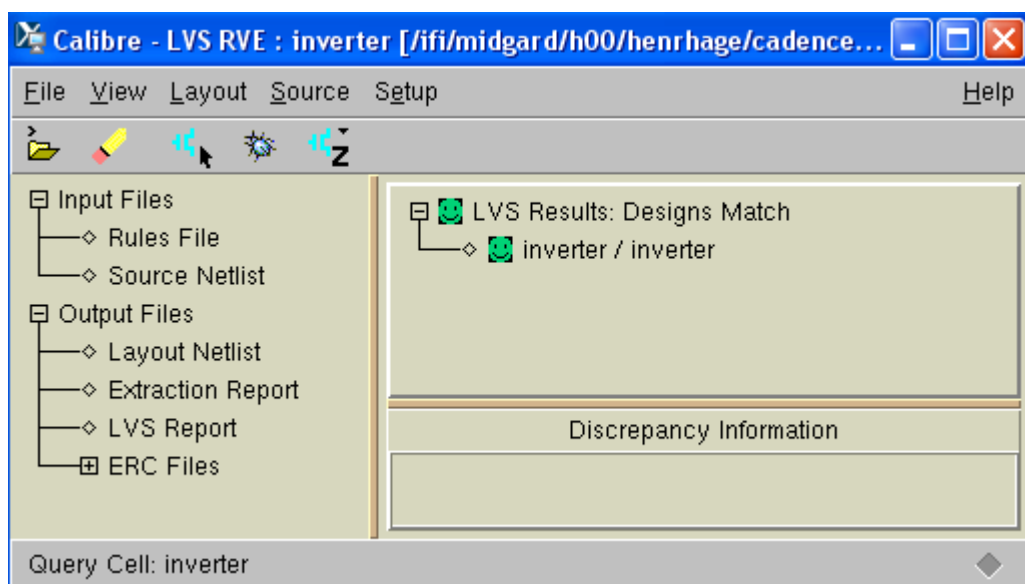 Calibre - LVS RVE : inverter [/ifi/midgard/h00/henrhage/cadence...
File View Layout Source Setup Help
Input Files
Rules File
Source Netlist
Output Files
Layout Netlist
Extraction Report
LVS Report
ERC Files
LVS Results: Designs Match
inverter / inverter
Discrepancy Information
Query Cell: inverter